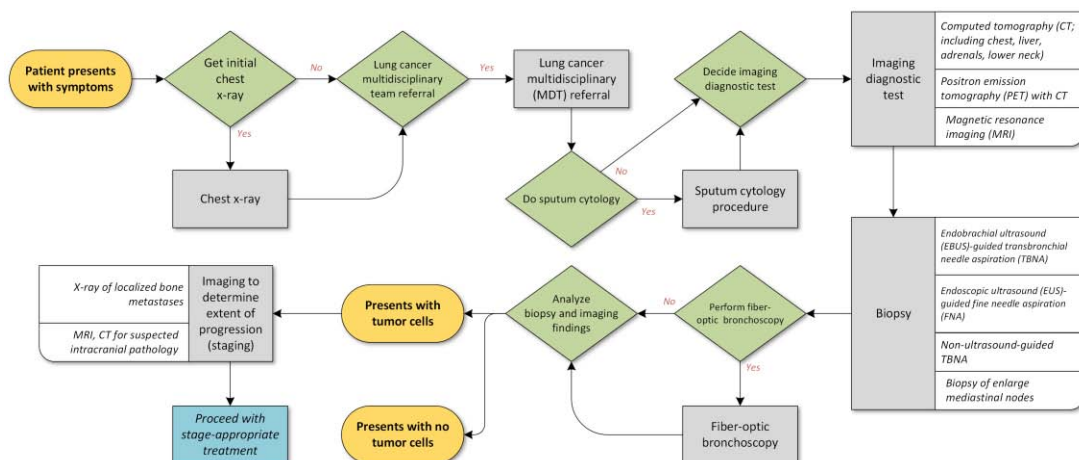 Patient presents
with symptoms
Get initial
chest
x-ray
No
Yes
Chest x-ray
Lung cancer
multidisciplinary
team referral
Yes
Lung cancer
multidisciplinary
(MDT) referral
Do sputum cytology
No
Yes
Sputum cytology
procedure
Decide imaging
diagnostic test
Imaging
diagnostic
test
Computed tomography (CT;
including chest, liver,
adrenals, lower neck)
Positron emission
tomography (PET) with CT
Magnetic resonance
imaging (MRI)
Biopsy
Endobrachial ultrasound
(EBUS)-guided transbronchial
needle aspiration (TBNA)
Endoscopic ultrasound (EUS)-
guided fine needle aspiration
(FNA)
Non-ultrasound-guided
TBNA
Biopsy of enlarge
mediastinal nodes
Perform fiber-
optic bronchoscopy
No
Yes
Fiber-optic
bronchoscopy
Analyze
biopsy and imaging
findings
Presents with
tumor cells
Presents with no
tumor cells
Imaging to
determine
extent of
progression
(staging)
X-ray of localized bone
metastases
MRI, CT for suspected
intracranial pathology
Proceed with
stage-appropriate
treatment